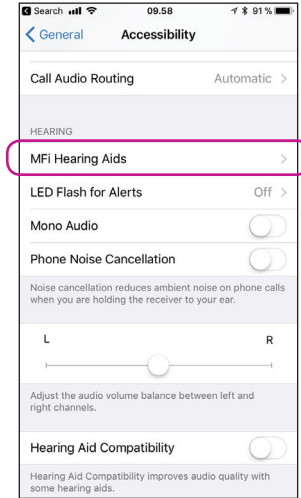 Search 09.58 91%
General Accessibility
Call Audio Routing Automatic
HEARING
MFi Hearing Aids
LED Flash for Alerts Off
Mono Audio
Phone Noise Cancellation
Noise cancellation reduces ambient noise on phone calls
when you are holding the receiver to your ear.
L R
Adjust the audio volume balance between left and
right channels.
Hearing Aid Compatibility
Hearing Aid Compatibility improves audio quality with
some hearing aids.